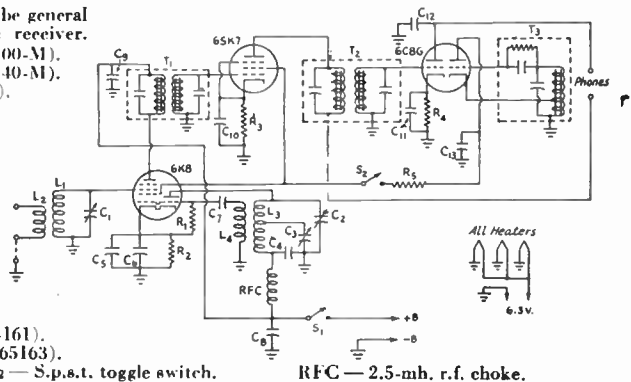 be general
receiver.
00-M).
40-M).
).
C12
6SK7
C9
T1
T2
6C8G
T3
Phones
C10
R3
C11
R4
C13
6K8
S2
R5
L2
L1
C1
R1
C7
L4
L3
C3
C2
C4
C5
C6
R2
RFC
All Heaters
6.3V.
C8
S1
+B
-B
-161).
65163).
2 — S.p.s.t. toggle switch.
RFC — 2.5-mh. r.f. choke.